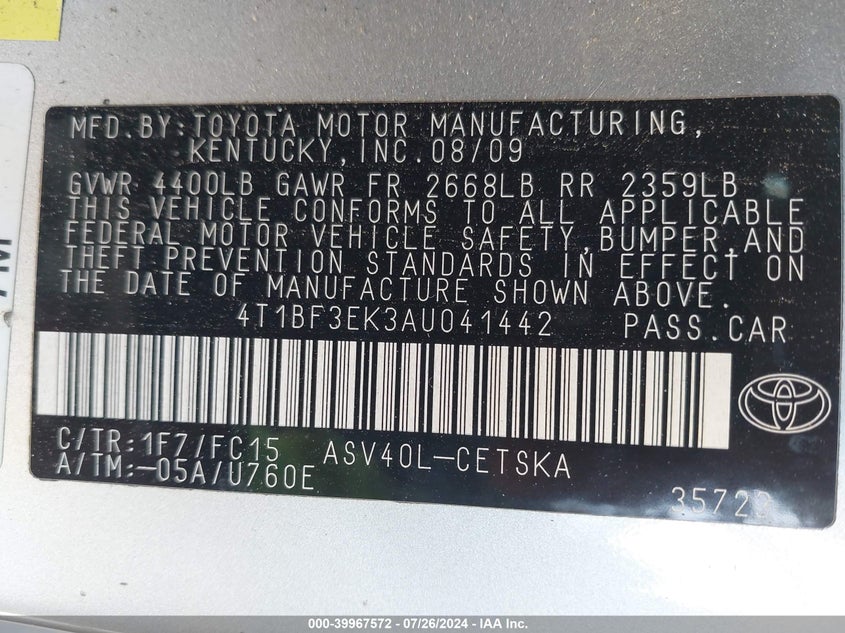 MFD.BY:TOYOTA MOTOR MANUFACTURING,
KENTUCKY,INC.08/09
GVWR 4400LB GAWR FR 2668LB RR 2359LB
THIS VEHICLE CONFORMS TO ALL APPLICABLE
FEDERAL MOTOR VEHICLE SAFETY,BUMPER,AND
THEFT PREVENTION STANDARDS IN EFFECT ON
THE DATE OF MANUFACTURE SHOWN ABOVE.
4T1BF3EK3AU041442 PASS.CAR
C/TR:1F7/FC15 ASV40L-CETSKA
A/TM:-05A/U760E
000-39967572 / 07/26/2024 - IAA Inc.